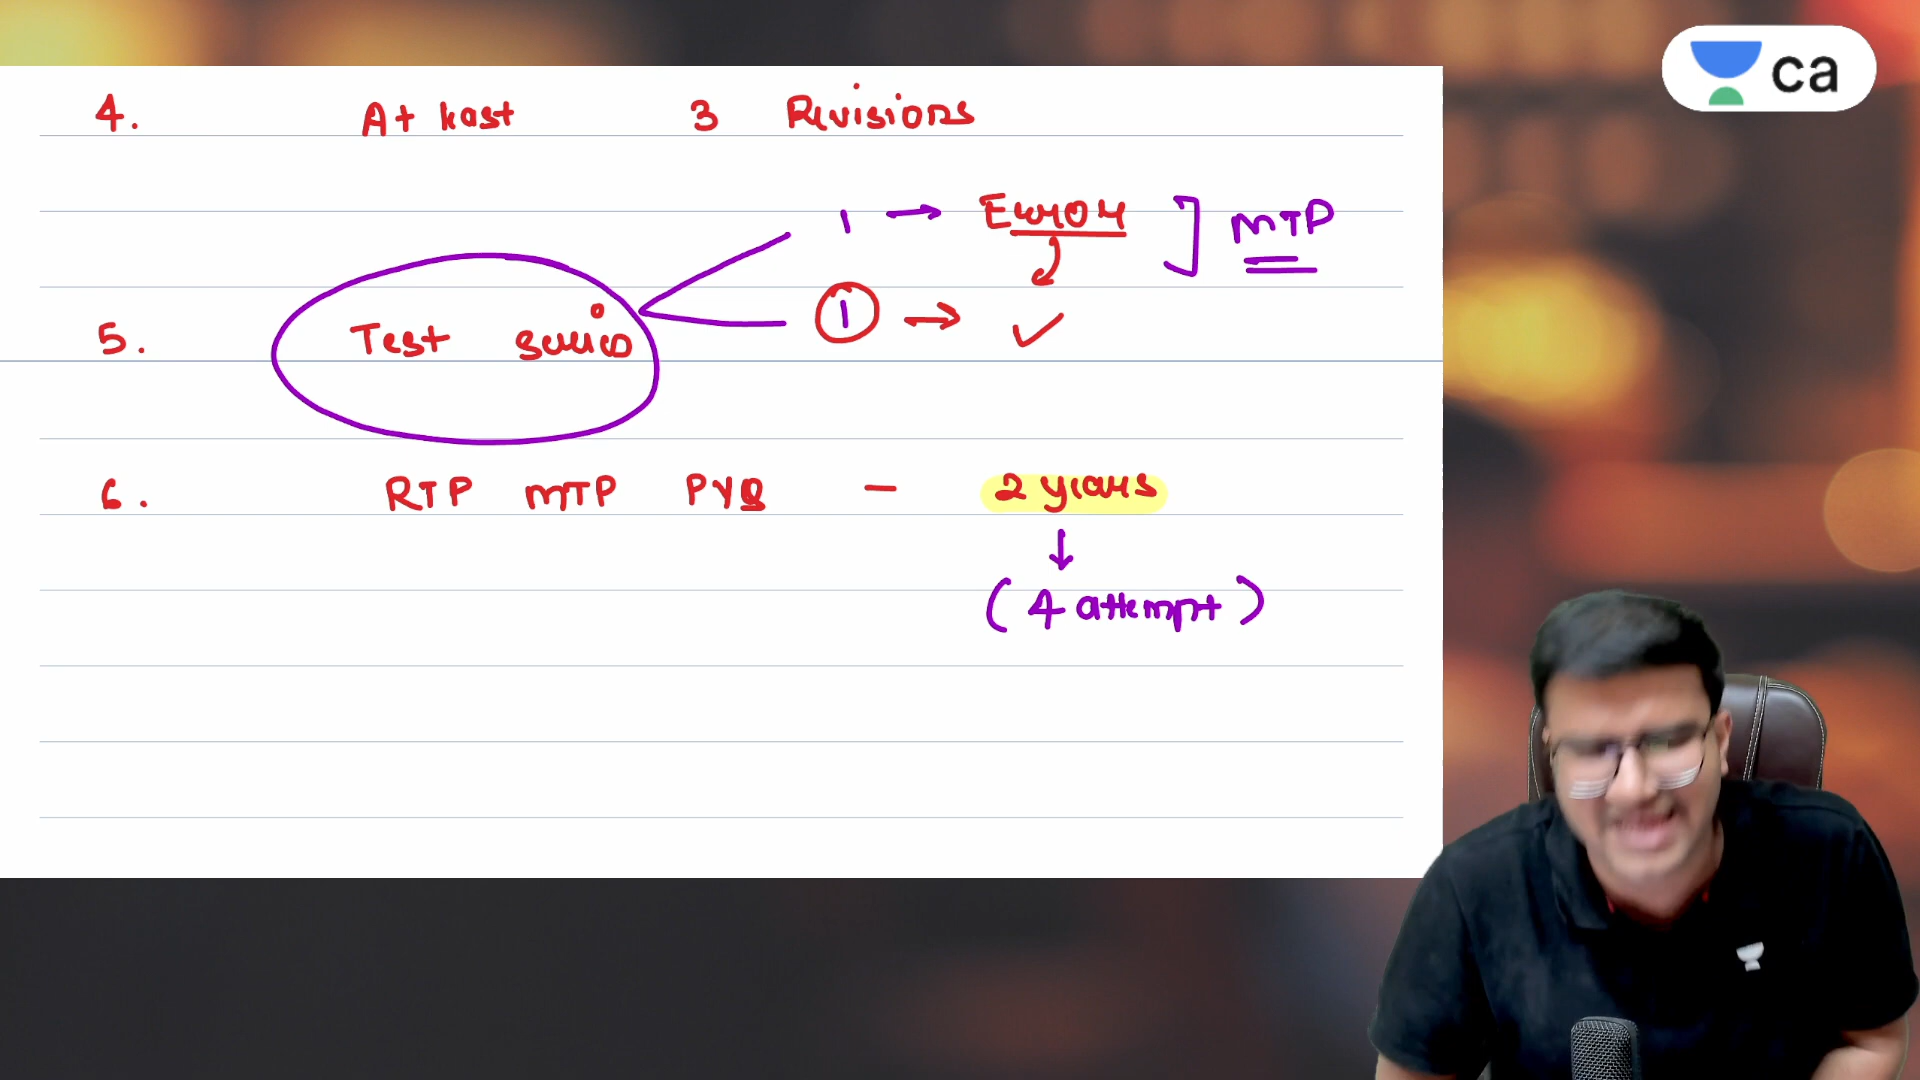 ca
4. At least 3 Revisions
1 → Error ] MTP
5. Test series
1 → ✓
6. RTP MTP PYQ - 2 years
↓
( 4 attempt )